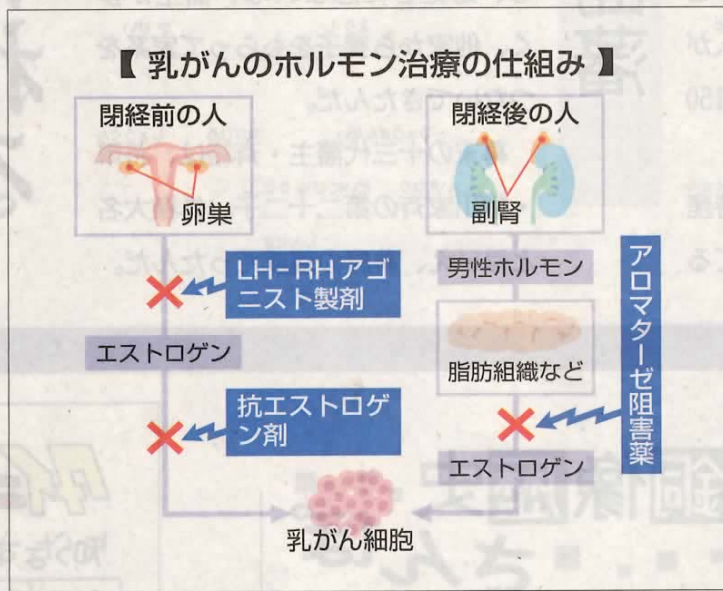 【 乳がんのホルモン治療の仕組み 】
閉経前の人
卵巣
LH-RHアゴ
ニスト製剤
エストロゲン
抗エストロゲ
ン剤
閉経後の人
副腎
男性ホルモン
脂肪組織など
アロマターゼ阻害薬
エストロゲン
乳がん細胞